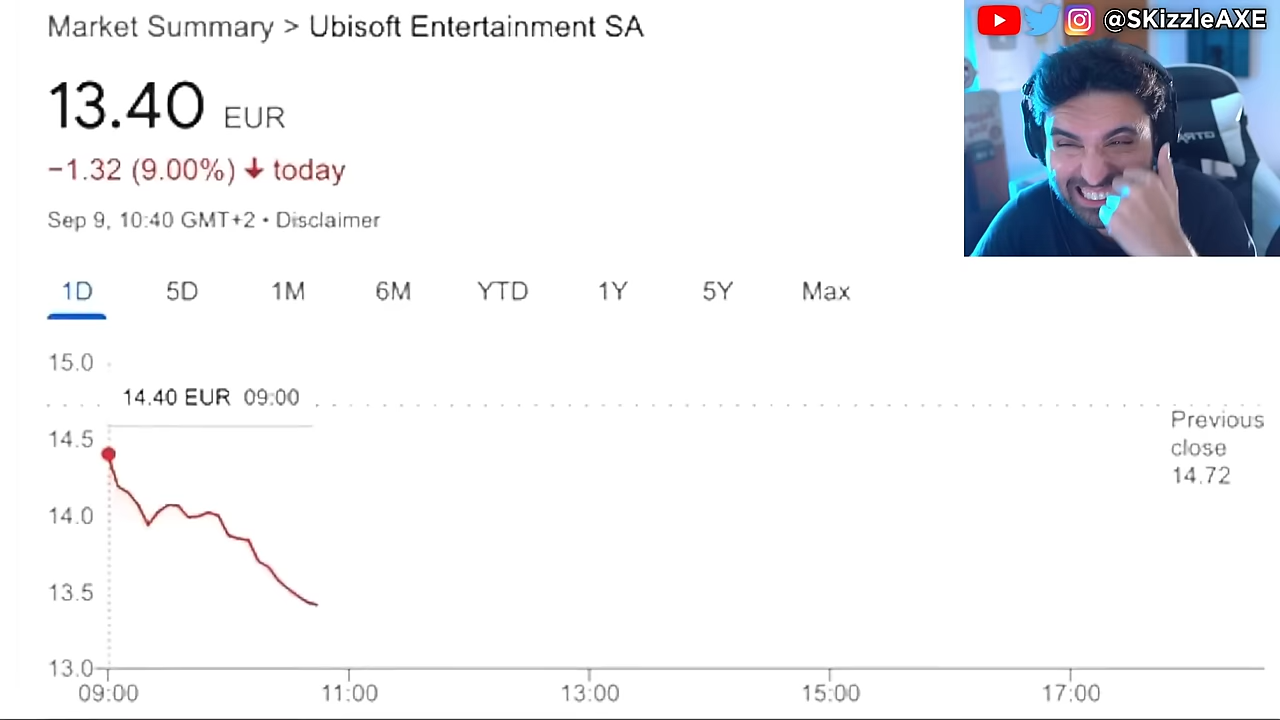 Market Summary > Ubisoft Entertainment SA
@SKizzleAXE
13.40 EUR
−1.32 (9.00%) ↓ today
Sep 9, 10:40 GMT+2 • Disclaimer
1D 5D 1M 6M YTD 1Y 5Y Max
15.0
14.40 EUR 09:00
Previous
close
14.72
14.5
14.0
13.5
13.0
09:00 11:00 13:00 15:00 17:00